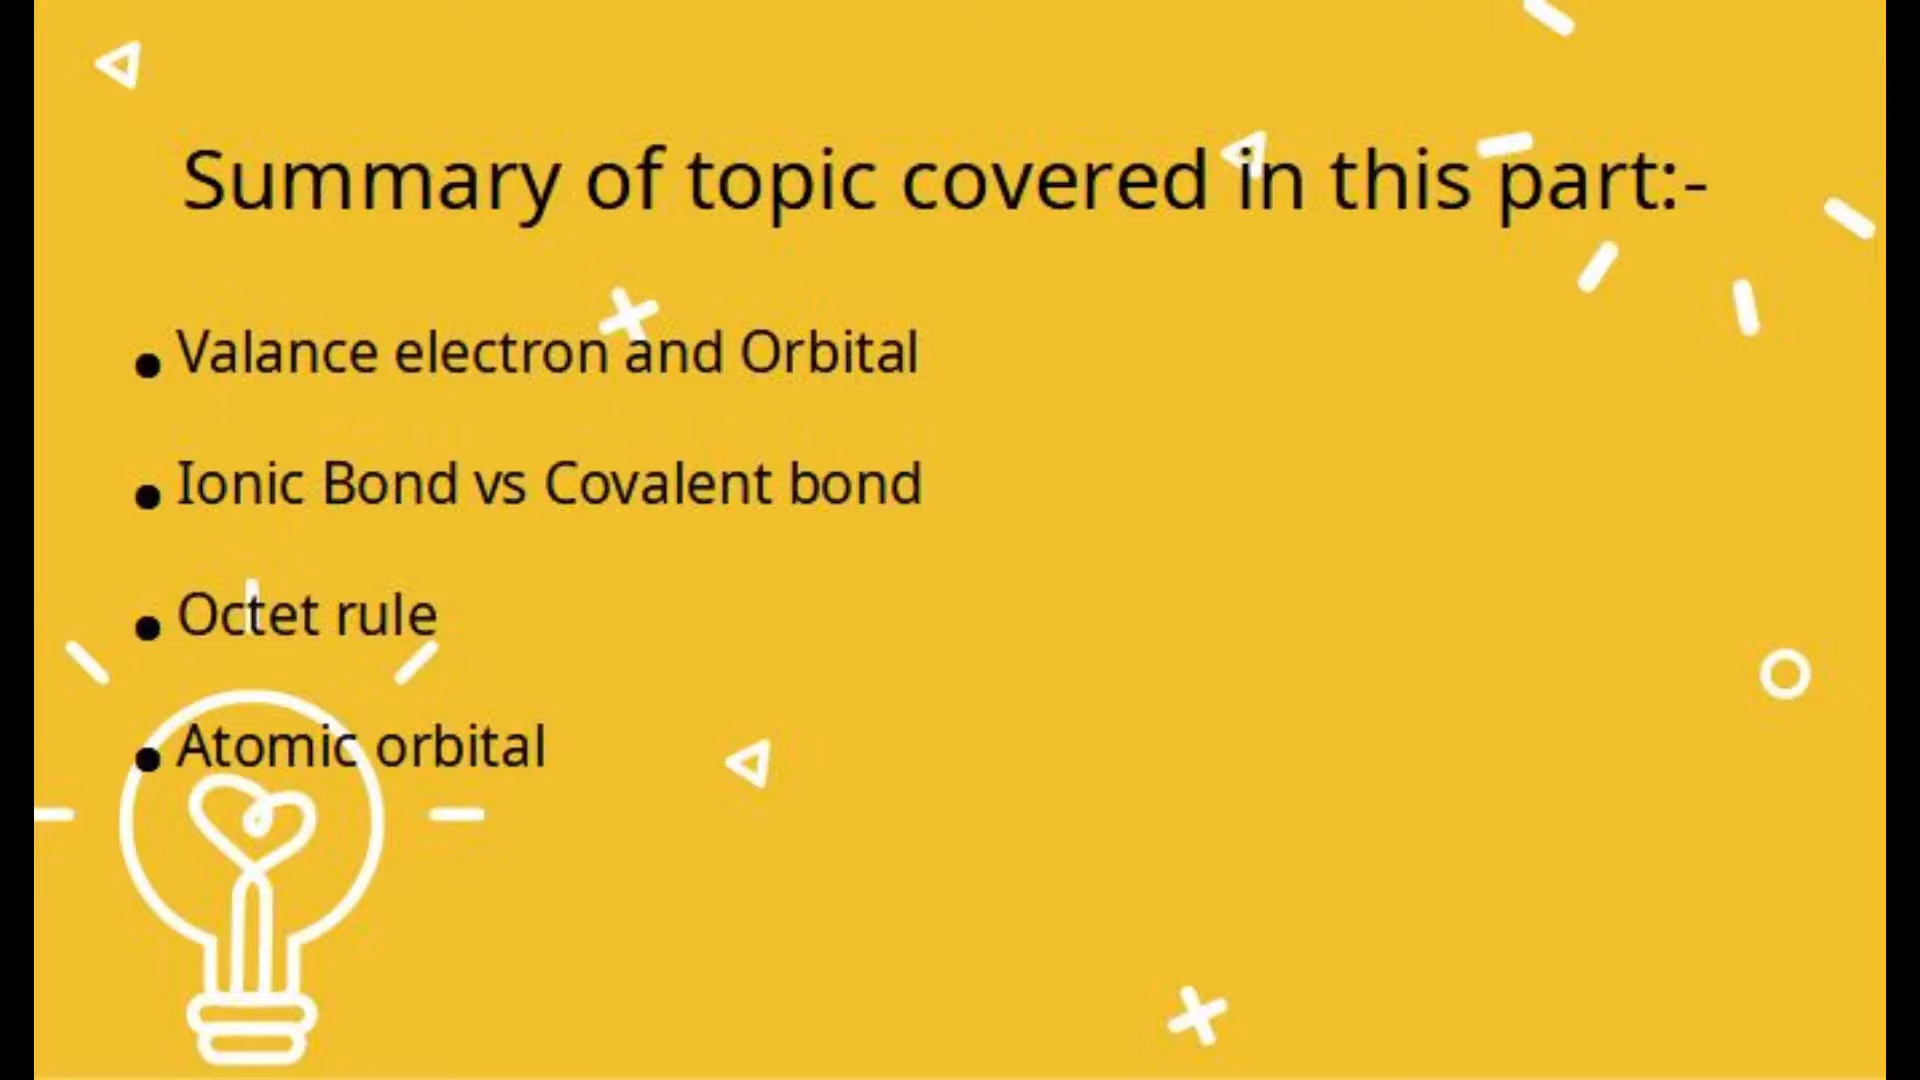 Summary of topic covered in this part:-
• Valance electron and Orbital
• Ionic Bond vs Covalent bond
• Octet rule
• Atomic orbital